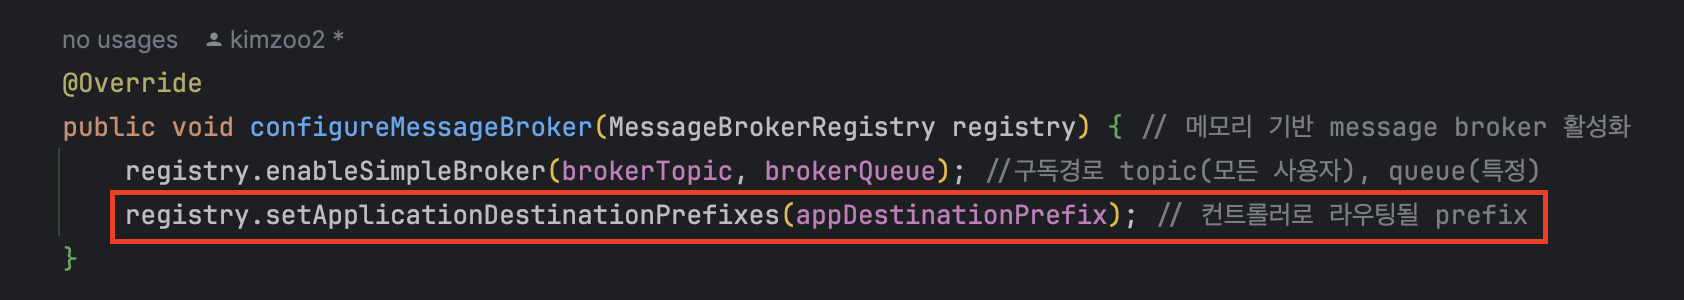 no usages kimzoo2 *
@Override
public void configureMessageBroker(MessageBrokerRegistry registry) { // 메모리 기반 message broker 활성화
registry.enableSimpleBroker(brokerTopic, brokerQueue); //구독경로 topic(모든 사용자), queue(특정)
registry.setApplicationDestinationPrefixes(appDestinationPrefix); // 컨트롤러로 라우팅될 prefix
}